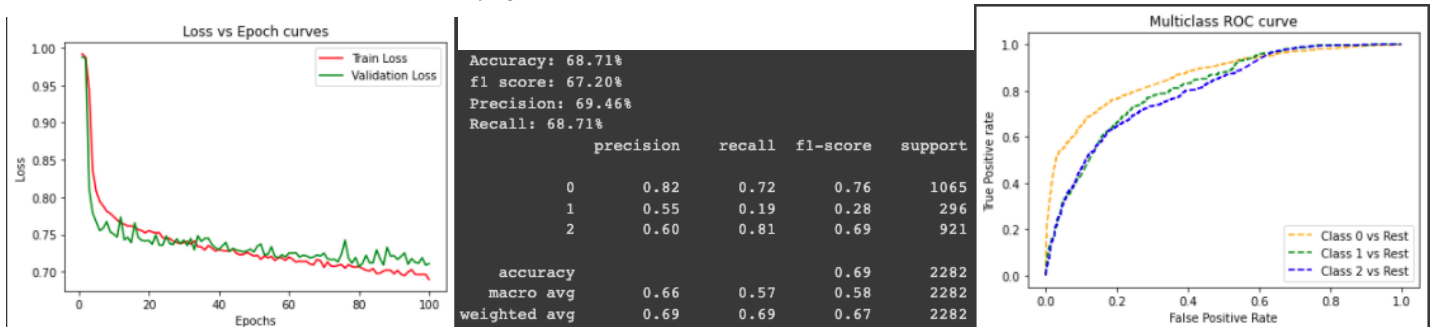 Loss vs Epoch curves
1.00
0.95
0.90
0.85
0.80
0.75
0.70
Loss
Train Loss
Validation Loss
0 20 40 60 80 100
Epochs
Accuracy: 68.71%
f1 score: 67.20%
Precision: 69.46%
Recall: 68.71%
precision recall f1-score support
0 0.82 0.72 0.76 1065
1 0.55 0.19 0.28 296
2 0.60 0.81 0.69 921
accuracy 0.69 2282
macro avg 0.66 0.57 0.58 2282
weighted avg 0.69 0.69 0.67 2282
Multiclass ROC curve
1.0
0.8
0.6
0.4
0.2
0.0
True Positive rate
Class 0 vs Rest
Class 1 vs Rest
Class 2 vs Rest
0.0 0.2 0.4 0.6 0.8 1.0
False Positive Rate